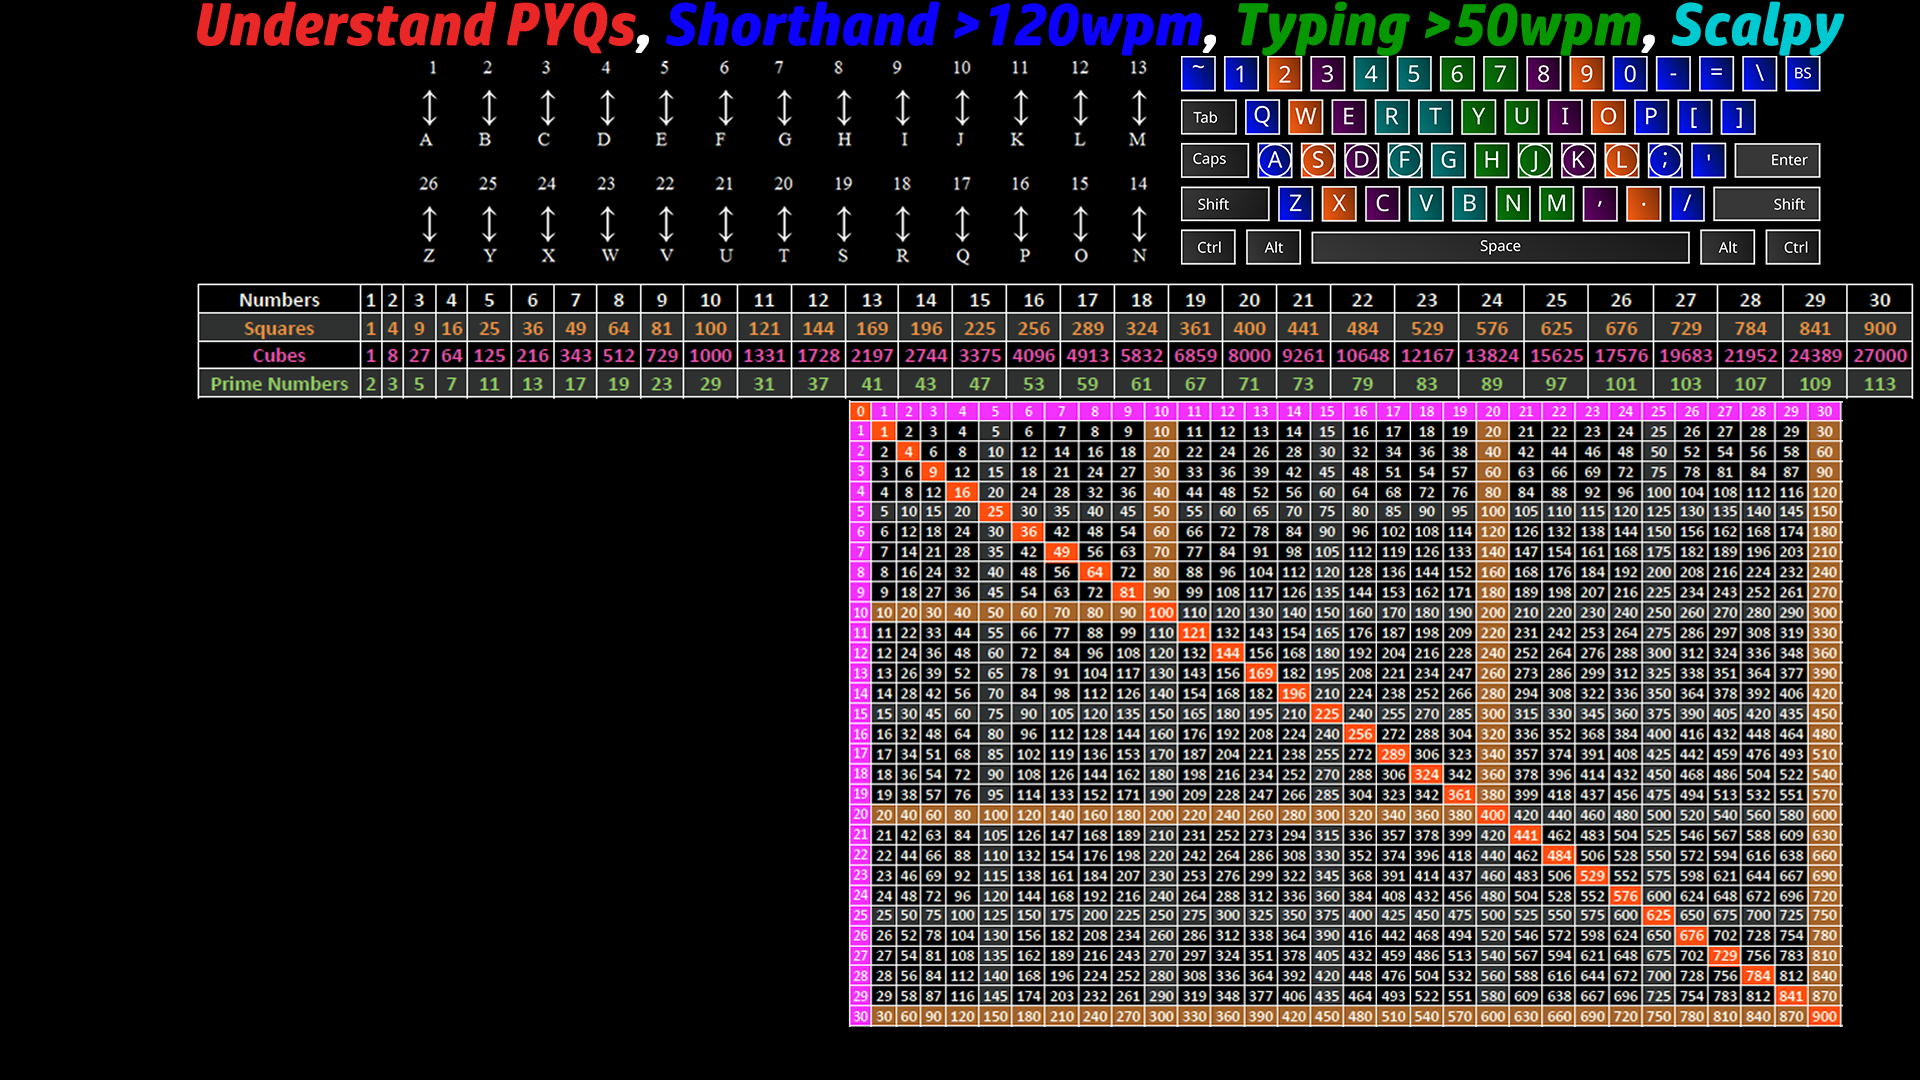 Understand PYQs, Shorthand >120wpm, Typing >50wpm, Scalpy
1 2 3 4 5 6 7 8 9 10 11 12 13
A B C D E F G H I J K L M
26 25 24 23 22 21 20 19 18 17 16 15 14
Z Y X W V U T S R Q P O N
~ 1 2 3 4 5 6 7 8 9 0 - = \ BS
Tab Q W E R T Y U I O P [ ]
Caps A S D F G H J K L ; ' Enter
Shift Z X C V B N M , . / Shift
Ctrl Alt Space Alt Ctrl
Numbers 1 2 3 4 5 6 7 8 9 10 11 12 13 14 15 16 17 18 19 20 21 22 23 24 25 26 27 28 29 30
Squares 1 4 9 16 25 36 49 64 81 100 121 144 169 196 225 256 289 324 361 400 441 484 529 576 625 676 729 784 841 900
Cubes 1 8 27 64 125 216 343 512 729 1000 1331 1728 2197 2744 3375 4096 4913 5832 6859 8000 9261 10648 12167 13824 15625 17576 19683 21952 24389 27000
Prime Numbers 2 3 5 7 11 13 17 19 23 29 31 37 41 43 47 53 59 61 67 71 73 79 83 89 97 101 103 107 109 113
0 1 2 3 4 5 6 7 8 9 10 11 12 13 14 15 16 17 18 19 20 21 22 23 24 25 26 27 28 29 30
1 1 2 3 4 5 6 7 8 9 10 11 12 13 14 15 16 17 18 19 20 21 22 23 24 25 26 27 28 29 30
2 2 4 6 8 10 12 14 16 18 20 22 24 26 28 30 32 34 36 38 40 42 44 46 48 50 52 54 56 58 60
3 3 6 9 12 15 18 21 24 27 30 33 36 39 42 45 48 51 54 57 60 63 66 69 72 75 78 81 84 87 90
4 4 8 12 16 20 24 28 32 36 40 44 48 52 56 60 64 68 72 76 80 84 88 92 96 100 104 108 112 116 120
5 5 10 15 20 25 30 35 40 45 50 55 60 65 70 75 80 85 90 95 100 105 110 115 120 125 130 135 140 145 150
6 6 12 18 24 30 36 42 48 54 60 66 72 78 84 90 96 102 108 114 120 126 132 138 144 150 156 162 168 174 180
7 7 14 21 28 35 42 49 56 63 70 77 84 91 98 105 112 119 126 133 140 147 154 161 168 175 182 189 196 203 210
8 8 16 24 32 40 48 56 64 72 80 88 96 104 112 120 128 136 144 152 160 168 176 184 192 200 208 216 224 232 240
9 9 18 27 36 45 54 63 72 81 90 99 108 117 126 135 144 153 162 171 180 189 198 207 216 225 234 243 252 261 270
10 10 20 30 40 50 60 70 80 90 100 110 120 130 140 150 160 170 180 190 200 210 220 230 240 250 260 270 280 290 300
11 11 22 33 44 55 66 77 88 99 110 121 132 143 154 165 176 187 198 209 220 231 242 253 264 275 286 297 308 319 330
12 12 24 36 48 60 72 84 96 108 120 132 144 156 168 180 192 204 216 228 240 252 264 276 288 300 312 324 336 348 360
13 13 26 39 52 65 78 91 104 117 130 143 156 169 182 195 208 221 234 247 260 273 286 299 312 325 338 351 364 377 390
14 14 28 42 56 70 84 98 112 126 140 154 168 182 196 210 224 238 252 266 280 294 308 322 336 350 364 378 392 406 420
15 15 30 45 60 75 90 105 120 135 150 165 180 195 210 225 240 255 270 285 300 315 330 345 360 375 390 405 420 435 450
16 16 32 48 64 80 96 112 128 144 160 176 192 208 224 240 256 272 288 304 320 336 352 368 384 400 416 432 448 464 480
17 17 34 51 68 85 102 119 136 153 170 187 204 221 238 255 272 289 306 323 340 357 374 391 408 425 442 459 476 493 510
18 18 36 54 72 90 108 126 144 162 180 198 216 234 252 270 288 306 324 342 360 378 396 414 432 450 468 486 504 522 540
19 19 38 57 76 95 114 133 152 171 190 209 228 247 266 285 304 323 342 361 380 399 418 437 456 475 494 513 532 551 570
20 20 40 60 80 100 120 140 160 180 200 220 240 260 280 300 320 340 360 380 400 420 440 460 480 500 520 540 560 580 600
21 21 42 63 84 105 126 147 168 189 210 231 252 273 294 315 336 357 378 399 420 441 462 483 504 525 546 567 588 609 630
22 22 44 66 88 110 132 154 176 198 220 242 264 286 308 330 352 374 396 418 440 462 484 506 528 550 572 594 616 638 660
23 23 46 69 92 115 138 161 184 207 230 253 276 299 322 345 368 391 414 437 460 483 506 529 552 575 598 621 644 667 690
24 24 48 72 96 120 144 168 192 216 240 264 288 312 336 360 384 408 432 456 480 504 528 552 576 600 624 648 672 696 720
25 25 50 75 100 125 150 175 200 225 250 275 300 325 350 375 400 425 450 475 500 525 550 575 600 625 650 675 700 725 750
26 26 52 78 104 130 156 182 208 234 260 286 312 338 364 390 416 442 468 494 520 546 572 598 624 650 676 702 728 754 780
27 27 54 81 108 135 162 189 216 243 270 297 324 351 378 405 432 459 486 513 540 567 594 621 648 675 702 729 756 783 810
28 28 56 84 112 140 168 196 224 252 280 308 336 364 392 420 448 476 504 532 560 588 616 644 672 700 728 756 784 812 840
29 29 58 87 116 145 174 203 232 261 290 319 348 377 406 435 464 493 522 551 580 609 638 667 696 725 754 783 812 841 870
30 30 60 90 120 150 180 210 240 270 300 330 360 390 420 450 480 510 540 570 600 630 660 690 720 750 780 810 840 870 900